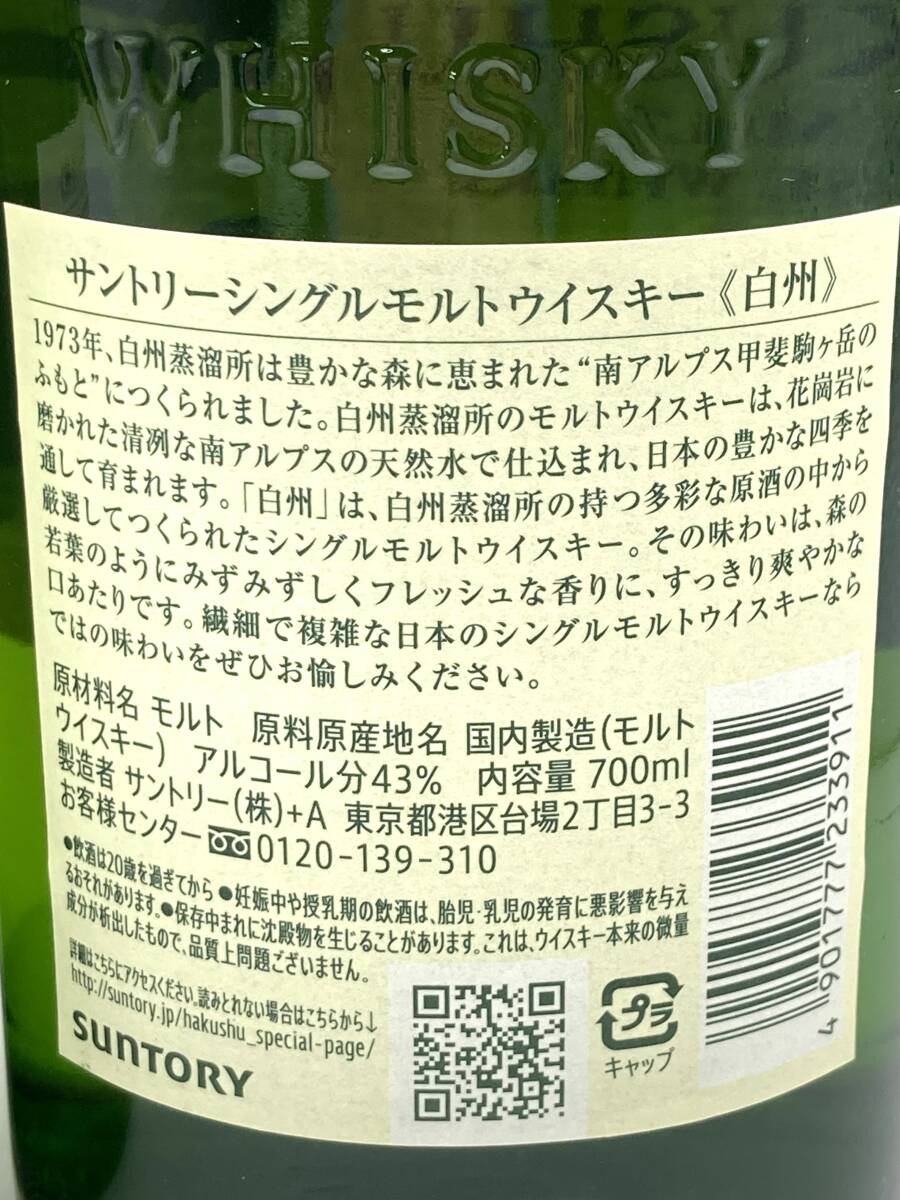 WHISKY
サントリーシングルモルトウイスキー《白州》
1973年、白州蒸溜所は豊かな森に恵まれた“南アルプス甲斐駒ヶ岳の
ふもと”につくられました。白州蒸溜所のモルトウイスキーは、花崗岩に
磨かれた清冽な南アルプスの天然水で仕込まれ、日本の豊かな四季を
通して育まれます。「白州」は、白州蒸溜所の持つ多彩な原酒の中から
厳選してつくられたシングルモルトウイスキー。その味わいは、森の
若葉のようにみずみずしくフレッシュな香りに、すっきり爽やかな
口あたりです。繊細で複雑な日本のシングルモルトウイスキーなら
ではの味わいをぜひお愉しみください。
原材料名 モルト 原料原産地名 国内製造(モルト
ウイスキー) アルコール分43% 内容量 700ml
製造者 サントリー(株)+A 東京都港区台場2丁目3-3
お客様センター 0120-139-310
●飲酒は20歳を過ぎてから ●妊娠中や授乳期の飲酒は、胎児・乳児の発育に悪影響を与え
るおそれがあります。●保存中まれに沈殿物を生じることがあります。これは、ウイスキー本来の微量
成分が析出したもので、品質上問題ございません。
詳細はこちらにアクセスください。読みとれない場合はこちらから↓
http://suntory.jp/hakushu_special-page/
SUNTORY
プラ
キャップ
4 901777 233911